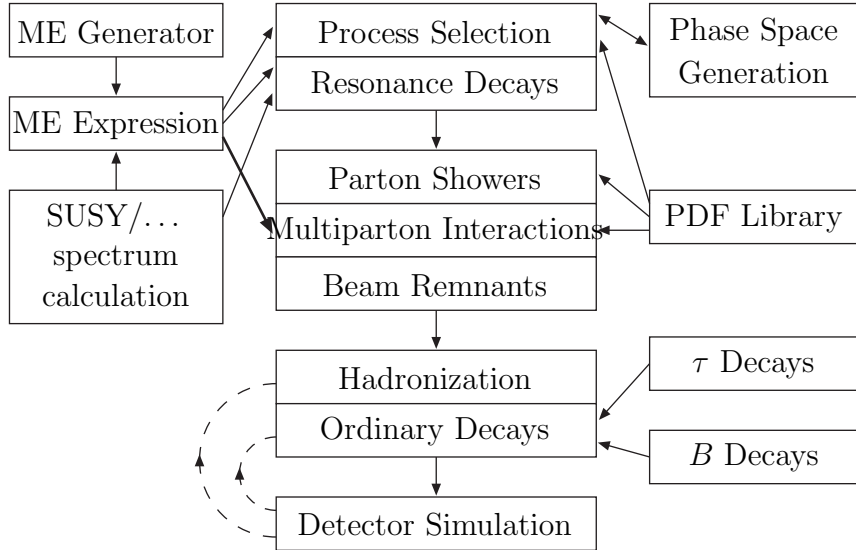 ME Generator
ME Expression
SUSY/...
spectrum
calculation
Process Selection
Resonance Decays
Parton Showers
Multiparton Interactions
Beam Remnants
Hadronization
Ordinary Decays
Detector Simulation
Phase Space
Generation
PDF Library
τ Decays
B Decays